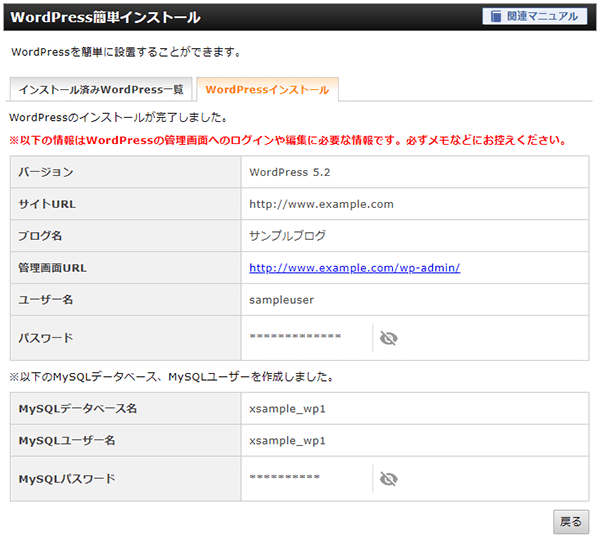 WordPress簡単インストール
関連マニュアル
WordPressを簡単に設置することができます。
インストール済みWordPress一覧
WordPressインストール
WordPressのインストールが完了しました。
※以下の情報はWordPressの管理画面へのログインや編集に必要な情報です。必ずメモなどにお控えください。
バージョン WordPress 5.2
サイトURL http://www.example.com
ブログ名 サンプルブログ
管理画面URL http://www.example.com/wp-admin/
ユーザー名 sampleuser
パスワード *************
※以下のMySQLデータベース、MySQLユーザーを作成しました。
MySQLデータベース名 xsample_wp1
MySQLユーザー名 xsample_wp1
MySQLパスワード **********
戻る